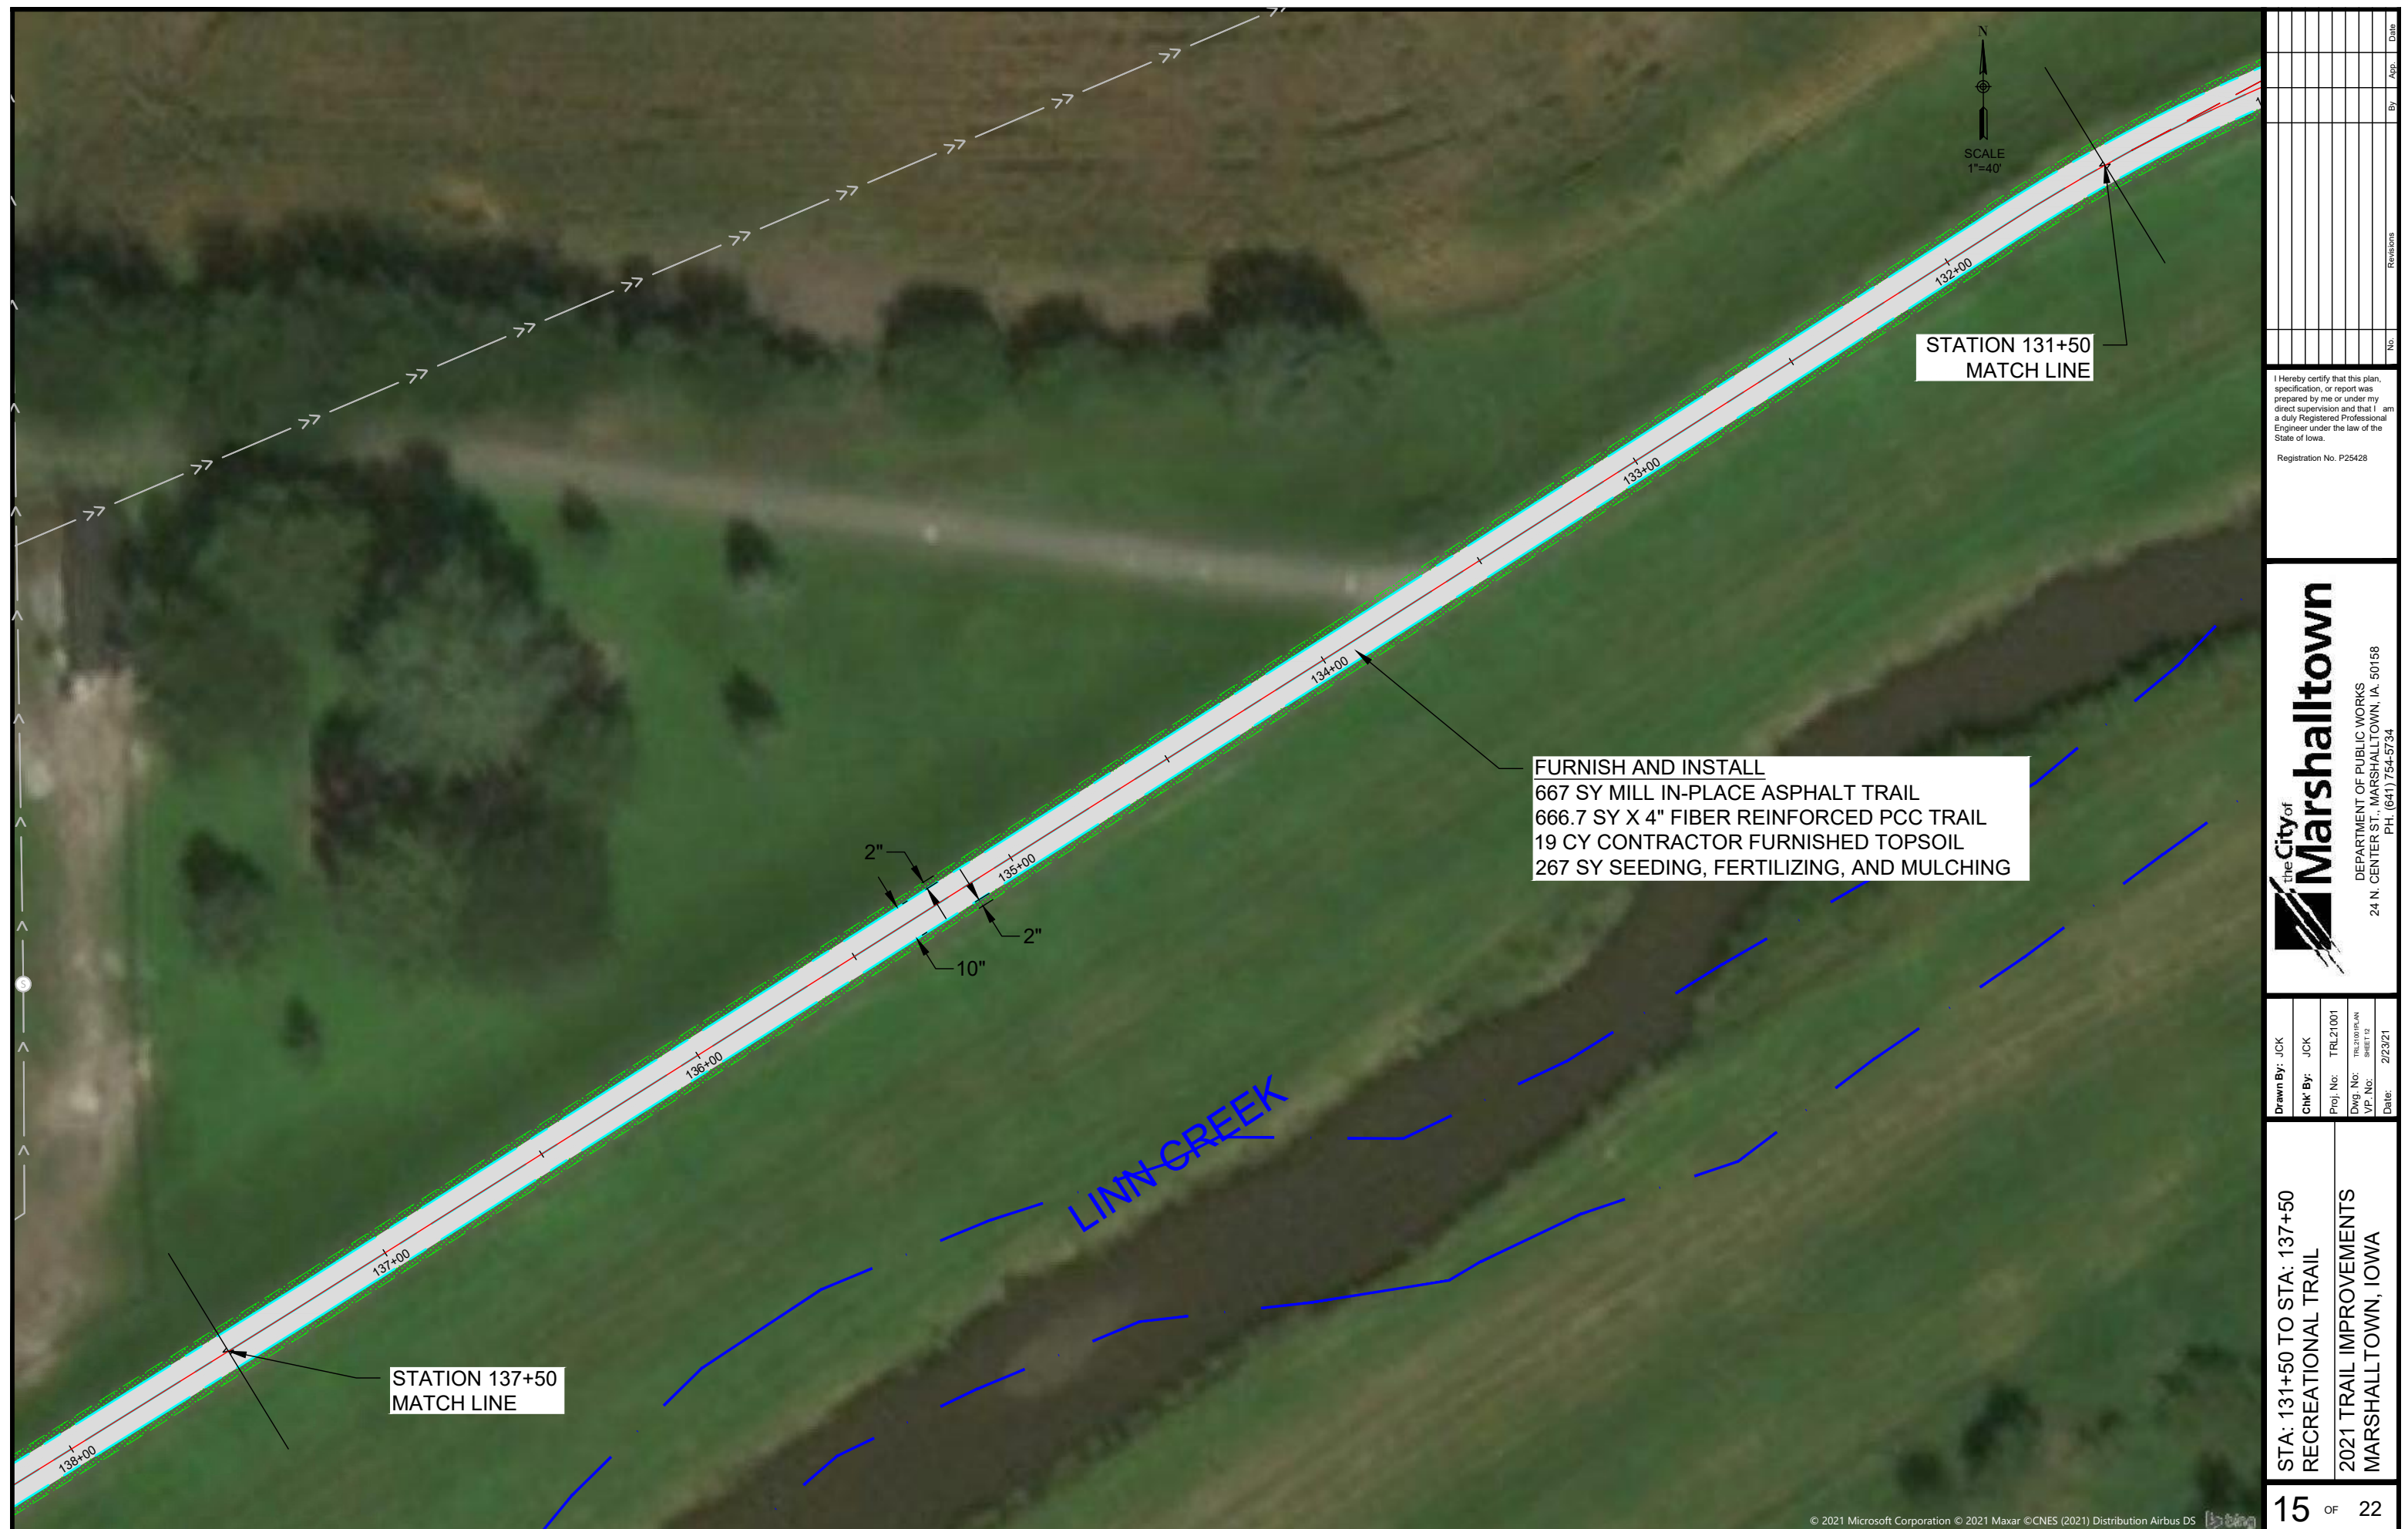 N
SCALE
1"=40'
132+00
STATION 131+50
MATCH LINE
133+00
134+00
FURNISH AND INSTALL
667 SY MILL IN-PLACE ASPHALT TRAIL
666.7 SY X 4" FIBER REINFORCED PCC TRAIL
19 CY CONTRACTOR FURNISHED TOPSOIL
267 SY SEEDING, FERTILIZING, AND MULCHING
135+00
2"
2"
10"
136+00
LINN CREEK
137+00
STATION 137+50
MATCH LINE
138+00
S
© 2021 Microsoft Corporation © 2021 Maxar ©CNES (2021) Distribution Airbus DS
bing
No.
Revisions
By
App.
Date
I Hereby certify that this plan,
specification, or report was
prepared by me or under my
direct supervision and that I am
a duly Registered Professional
Engineer under the law of the
State of Iowa.
Registration No. P25428
the City of
Marshalltown
DEPARTMENT OF PUBLIC WORKS
24 N. CENTER ST., MARSHALLTOWN, IA. 50158
PH. (641) 754-5734
Drawn By: JCK
Chk' By: JCK
Proj. No: TRL21001
Dwg. No: TRL21001PLAN
VP. No: SHEET 12
Date: 2/23/21
STA: 131+50 TO STA: 137+50
RECREATIONAL TRAIL
2021 TRAIL IMPROVEMENTS
MARSHALLTOWN, IOWA
15 OF 22